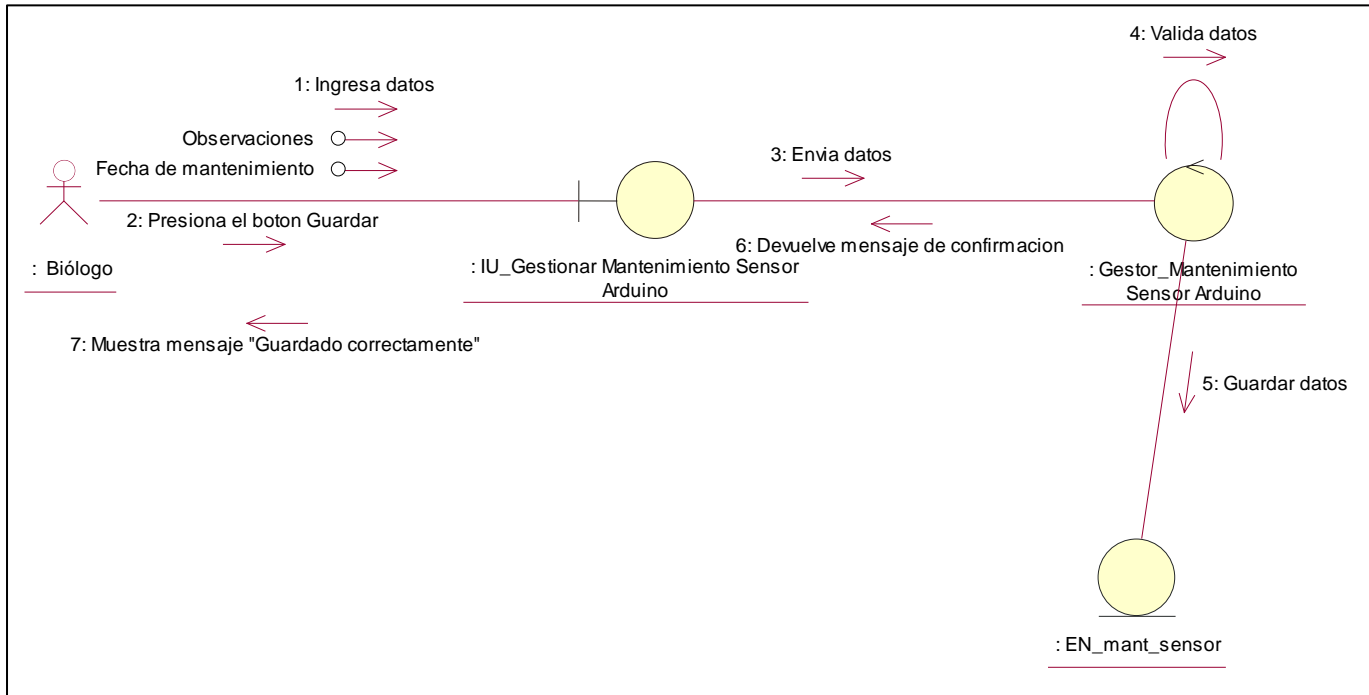 4: Valida datos
1: Ingresa datos
Observaciones
Fecha de mantenimiento
3: Envia datos
2: Presiona el boton Guardar
6: Devuelve mensaje de confirmacion
: Biólogo
: IU_Gestionar Mantenimiento Sensor
Arduino
: Gestor_Mantenimiento
Sensor Arduino
7: Muestra mensaje "Guardado correctamente"
5: Guardar datos
: EN_mant_sensor